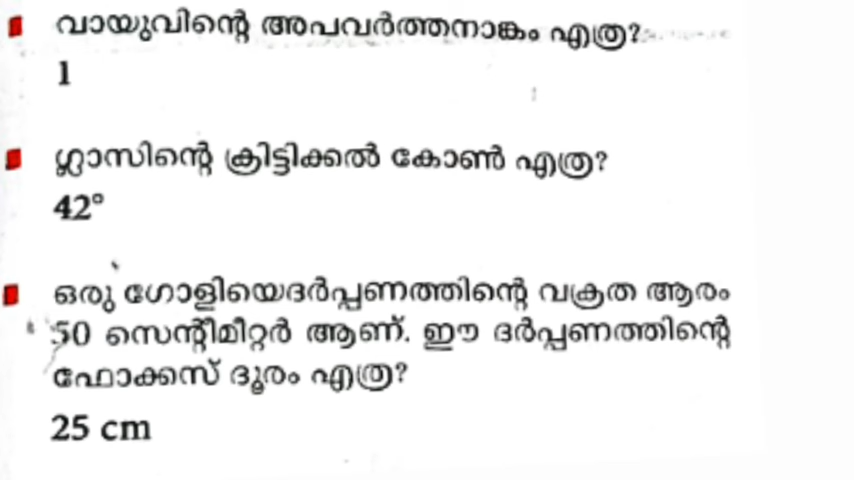 വായുവിന്റെ അപവർത്തനാങ്കം എത്ര?
1
ഗ്ലാസിന്റെ ക്രിട്ടിക്കൽ കോൺ എത്ര?
42°
ഒരു ഗോളിയെദർപ്പണത്തിന്റെ വക്രത ആരം
50 സെന്റീമീറ്റർ ആണ്. ഈ ദർപ്പണത്തിന്റെ
ഫോക്കസ് ദൂരം എത്ര?
25 cm